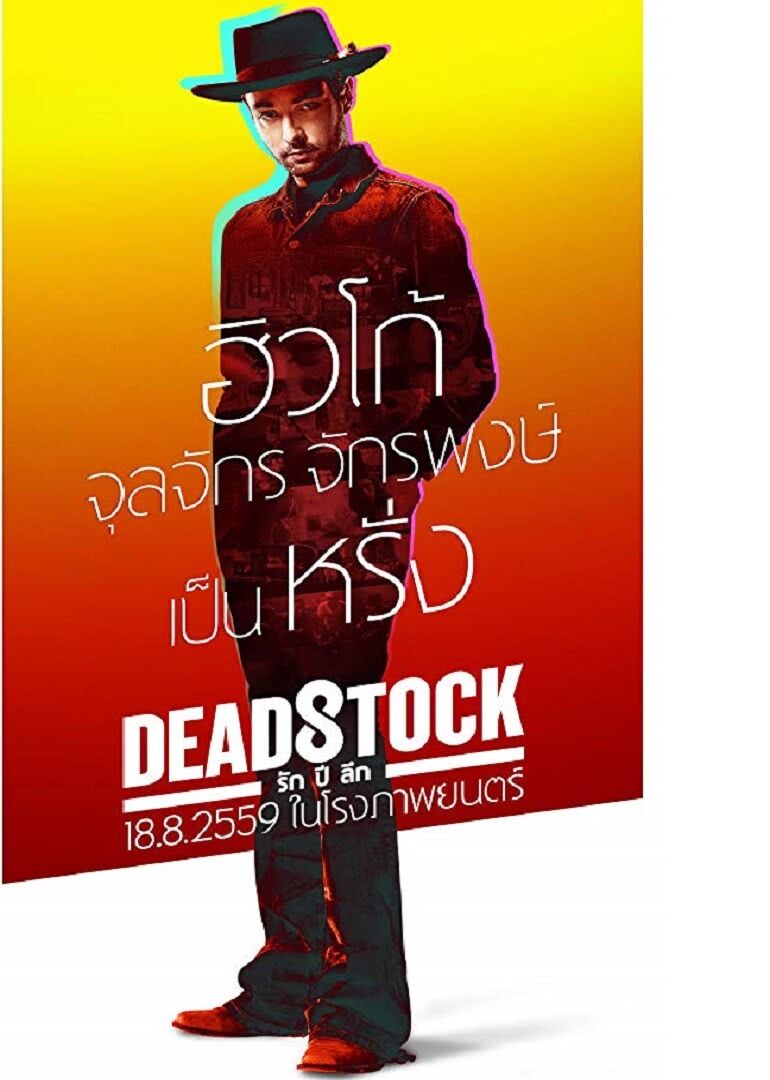 ฮิวโก้
จุลจักร จักรพงษ์
เป็น หรั่ง
DEAD8TOCK
รัก ปี ลึก
18.8.2559 ในโรงภาพยนตร์